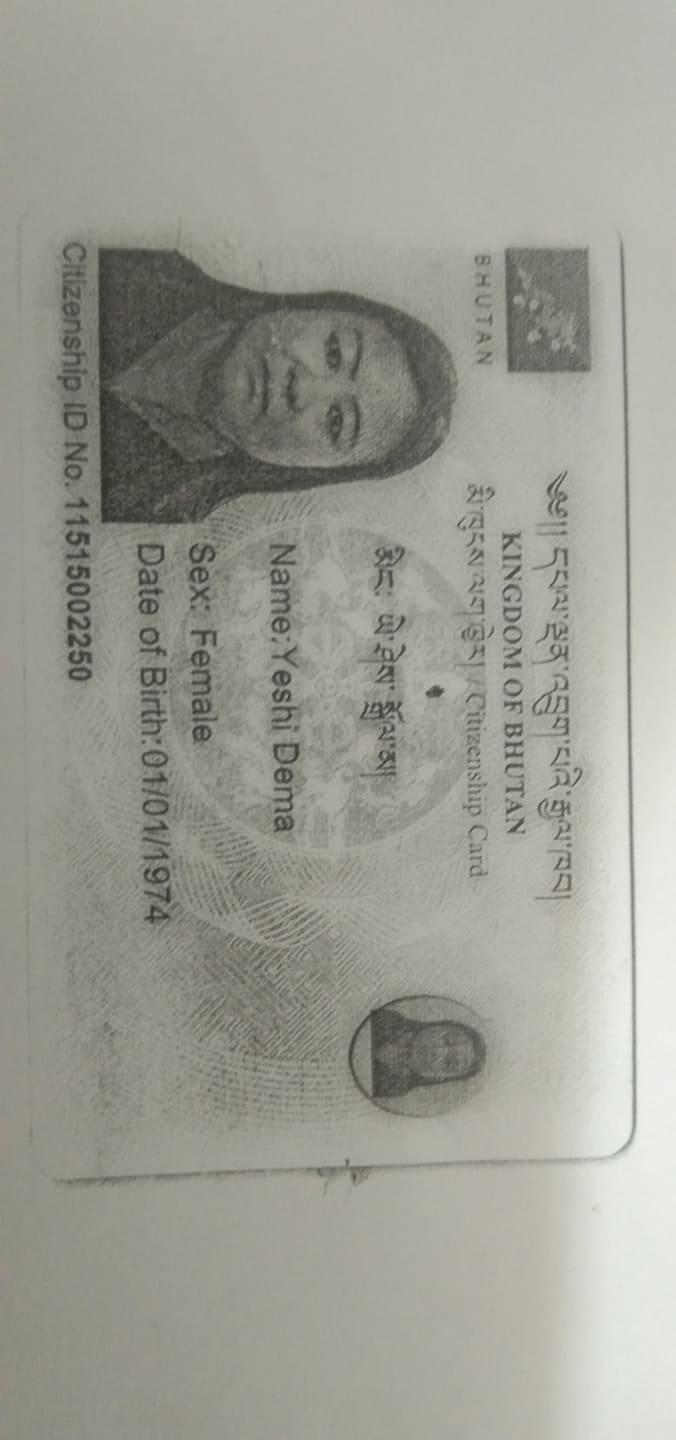 ༄༅།། དཔལ་ལྡན་འབྲུག་པའི་རྒྱལ་ཁབ།
KINGDOM OF BHUTAN
BHUTAN
མི་ཁུངས་ལག་ཁྱེར། / Citizenship Card
མིང: ཡེ་ཤེས་ སྒྲོལ་མ།
Name:Yeshi Dema
Sex: Female
Date of Birth:01/01/1974
Citizenship ID No. 11515002250